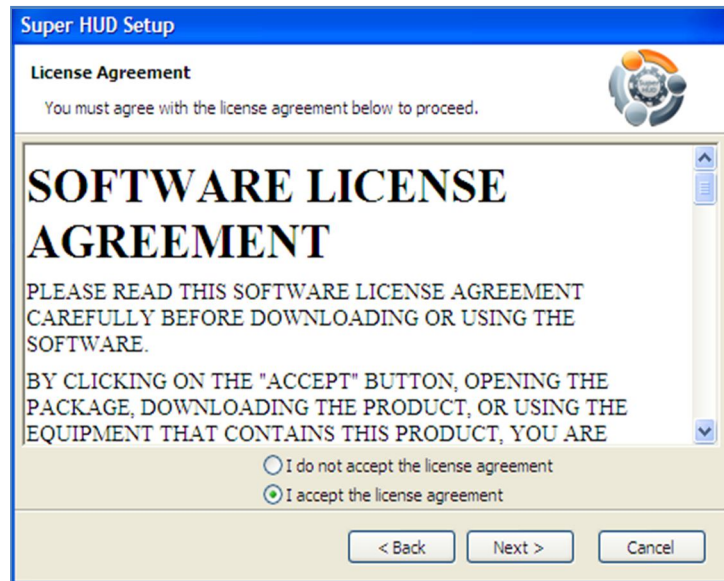 Super HUD Setup
License Agreement
You must agree with the license agreement below to proceed.
Super
HUD
SOFTWARE LICENSE
AGREEMENT
PLEASE READ THIS SOFTWARE LICENSE AGREEMENT
CAREFULLY BEFORE DOWNLOADING OR USING THE
SOFTWARE.
BY CLICKING ON THE "ACCEPT" BUTTON, OPENING THE
PACKAGE, DOWNLOADING THE PRODUCT, OR USING THE
EQUIPMENT THAT CONTAINS THIS PRODUCT, YOU ARE
I do not accept the license agreement
I accept the license agreement
< Back Next > Cancel